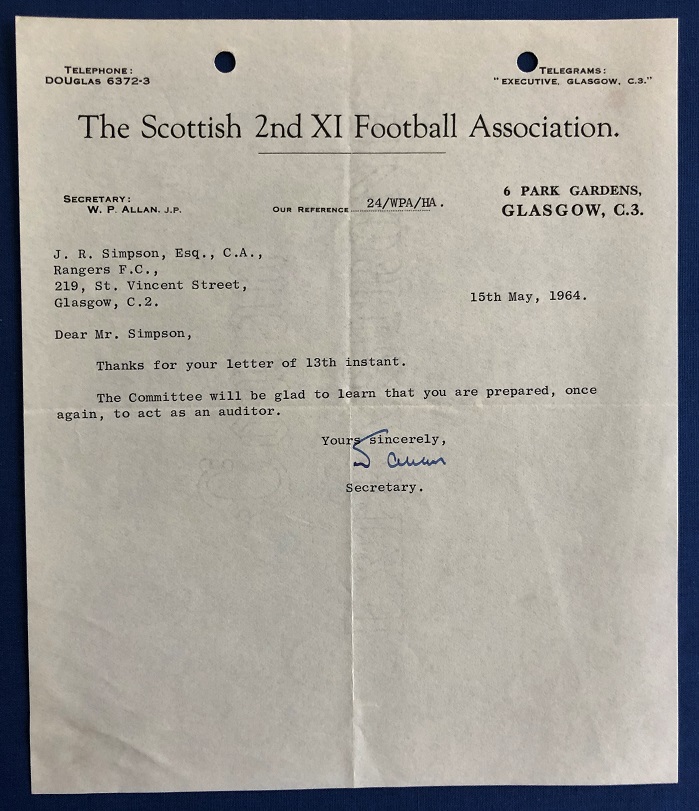 TELEPHONE:
DOUGLAS 6372-3
TELEGRAMS:
"EXECUTIVE, GLASGOW, C.3."
The Scottish 2nd XI Football Association.
SECRETARY:
W. P. ALLAN. J.P.
OUR REFERENCE 24/WPA/HA.
6 PARK GARDENS,
GLASGOW, C.3.
J. R. Simpson, Esq., C.A.,
Rangers F.C.,
219, St. Vincent Street,
Glasgow, C.2.
15th May, 1964.
Dear Mr. Simpson,
Thanks for your letter of 13th instant.
The Committee will be glad to learn that you are prepared, once
again, to act as an auditor.
Yours sincerely,
Secretary.